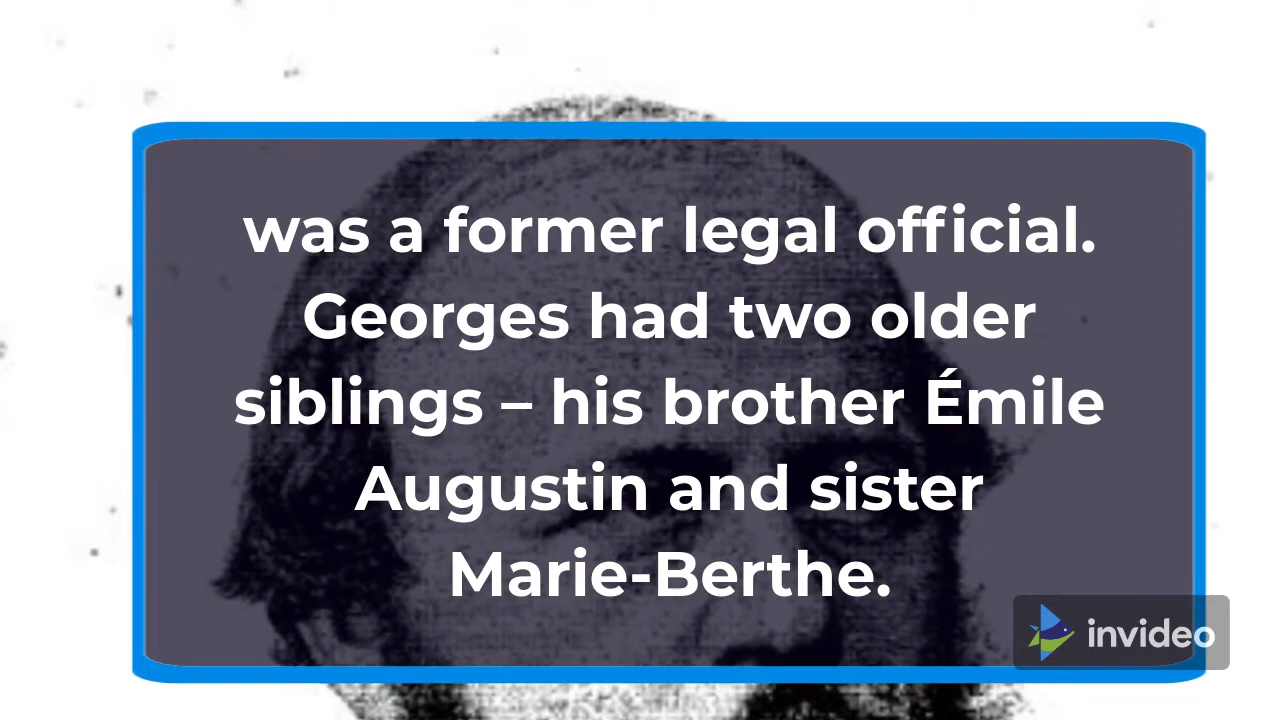 was a former legal official.
Georges had two older
siblings – his brother Émile
Augustin and sister
Marie-Berthe.
invideo